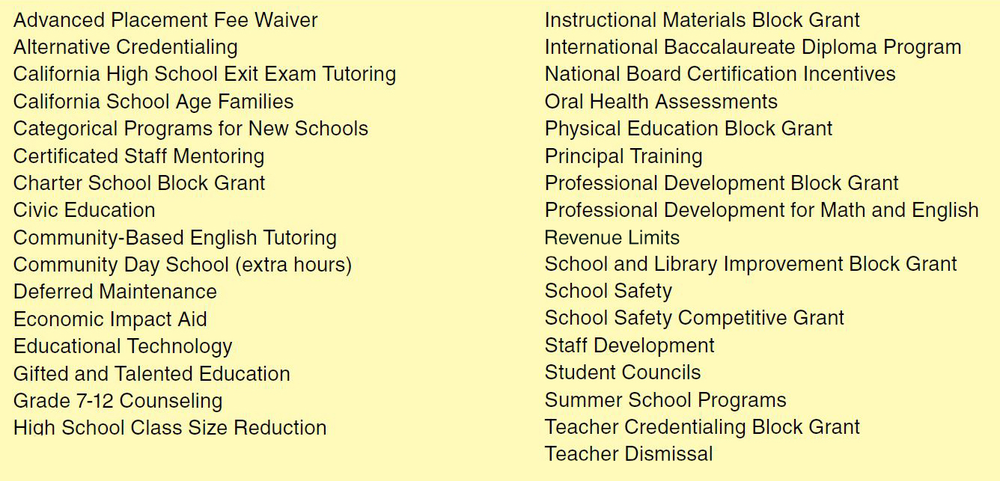 Advanced Placement Fee Waiver
Alternative Credentialing
California High School Exit Exam Tutoring
California School Age Families
Categorical Programs for New Schools
Certificated Staff Mentoring
Charter School Block Grant
Civic Education
Community-Based English Tutoring
Community Day School (extra hours)
Deferred Maintenance
Economic Impact Aid
Educational Technology
Gifted and Talented Education
Grade 7-12 Counseling
High School Class Size Reduction
Instructional Materials Block Grant
International Baccalaureate Diploma Program
National Board Certification Incentives
Oral Health Assessments
Physical Education Block Grant
Principal Training
Professional Development Block Grant
Professional Development for Math and English
Revenue Limits
School and Library Improvement Block Grant
School Safety
School Safety Competitive Grant
Staff Development
Student Councils
Summer School Programs
Teacher Credentialing Block Grant
Teacher Dismissal